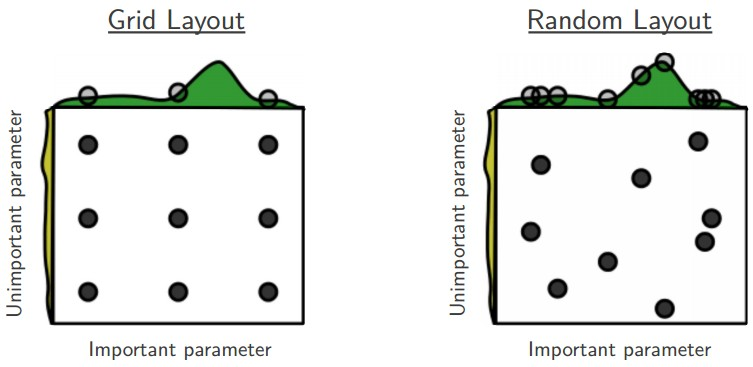 Grid Layout
Unimportant parameter
Important parameter
Random Layout
Unimportant parameter
Important parameter